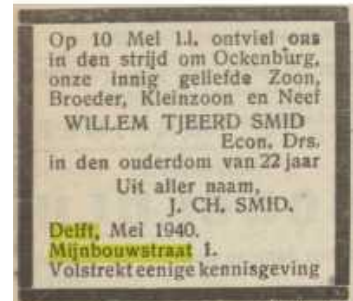 Op 10 Mei l.l. ontviel ons
in den strijd om Ockenburg,
onze innig geliefde Zoon,
Broeder, Kleinzoon en Neef
WILLEM TJEERD SMID
Econ. Drs.
in den ouderdom van 22 jaar
Uit aller naam,
J. CH. SMID.
Delft, Mei 1940.
Mijnbouwstraat 1.
Volstrekt eenige kennisgeving